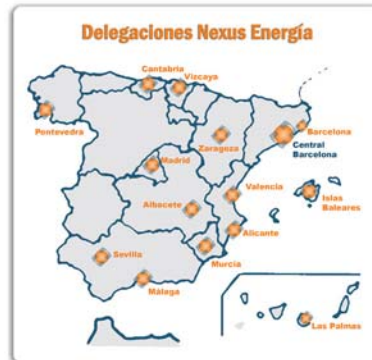 Delegaciones Nexus Energía
Cantabria
Vizcaya
Pontevedra
Zaragoza
Barcelona
Central
Barcelona
Madrid
Valencia
Islas
Baleares
Albacete
Alicante
Sevilla
Murcia
Málaga
Las Palmas